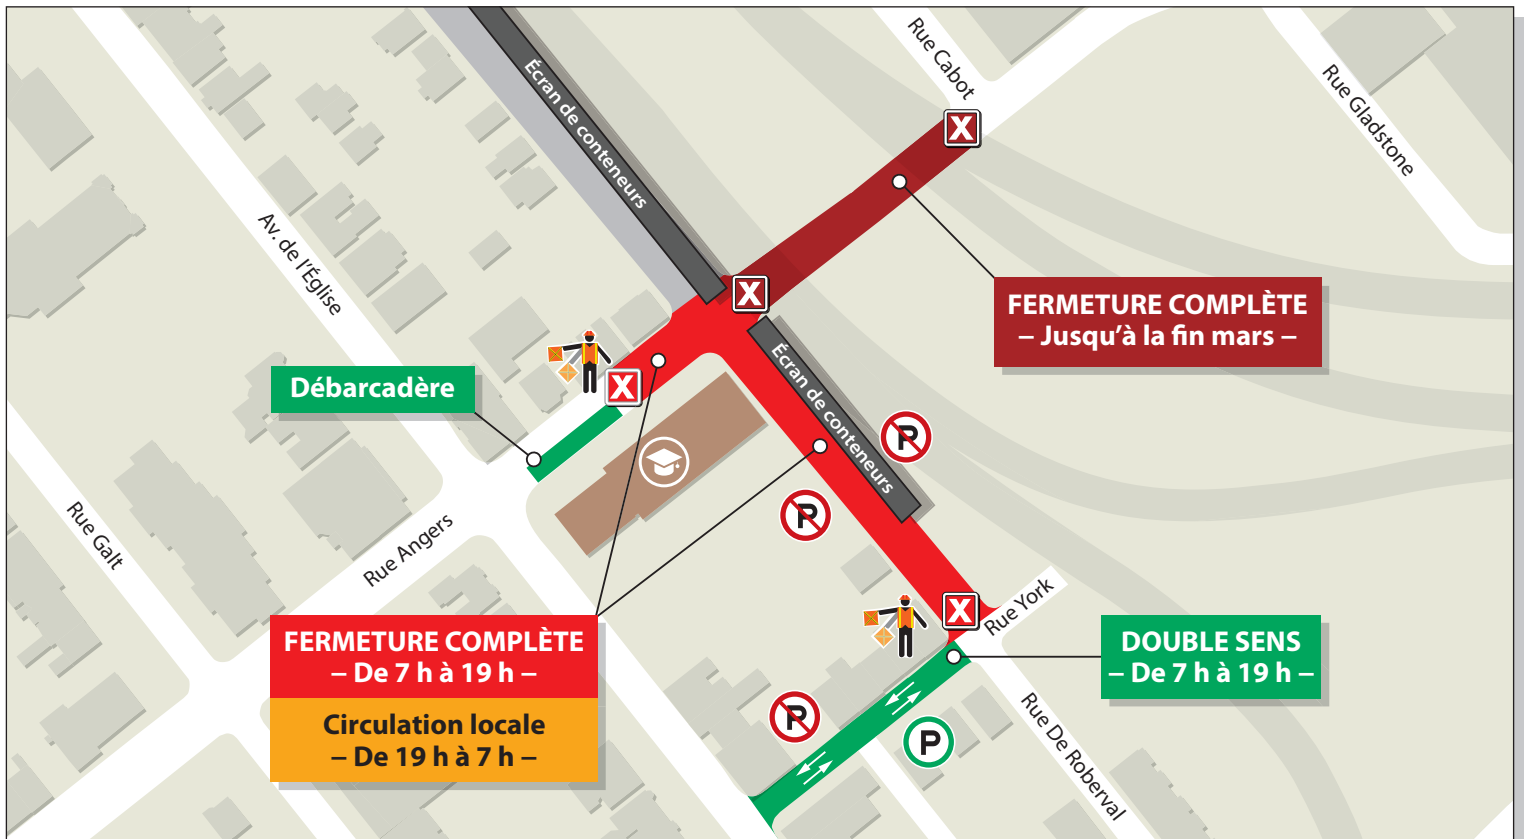 Rue Cabot
Rue Gladstone
Écran de conteneurs
X
Av. de l'Église
X
FERMETURE COMPLÈTE
– Jusqu'à la fin mars –
Débarcadère
X
Écran de conteneurs
P
P
Rue Galt
Rue Angers
FERMETURE COMPLÈTE
– De 7 h à 19 h –
Circulation locale
– De 19 h à 7 h –
X
Rue York
DOUBLE SENS
– De 7 h à 19 h –
P
P
Rue De Roberval